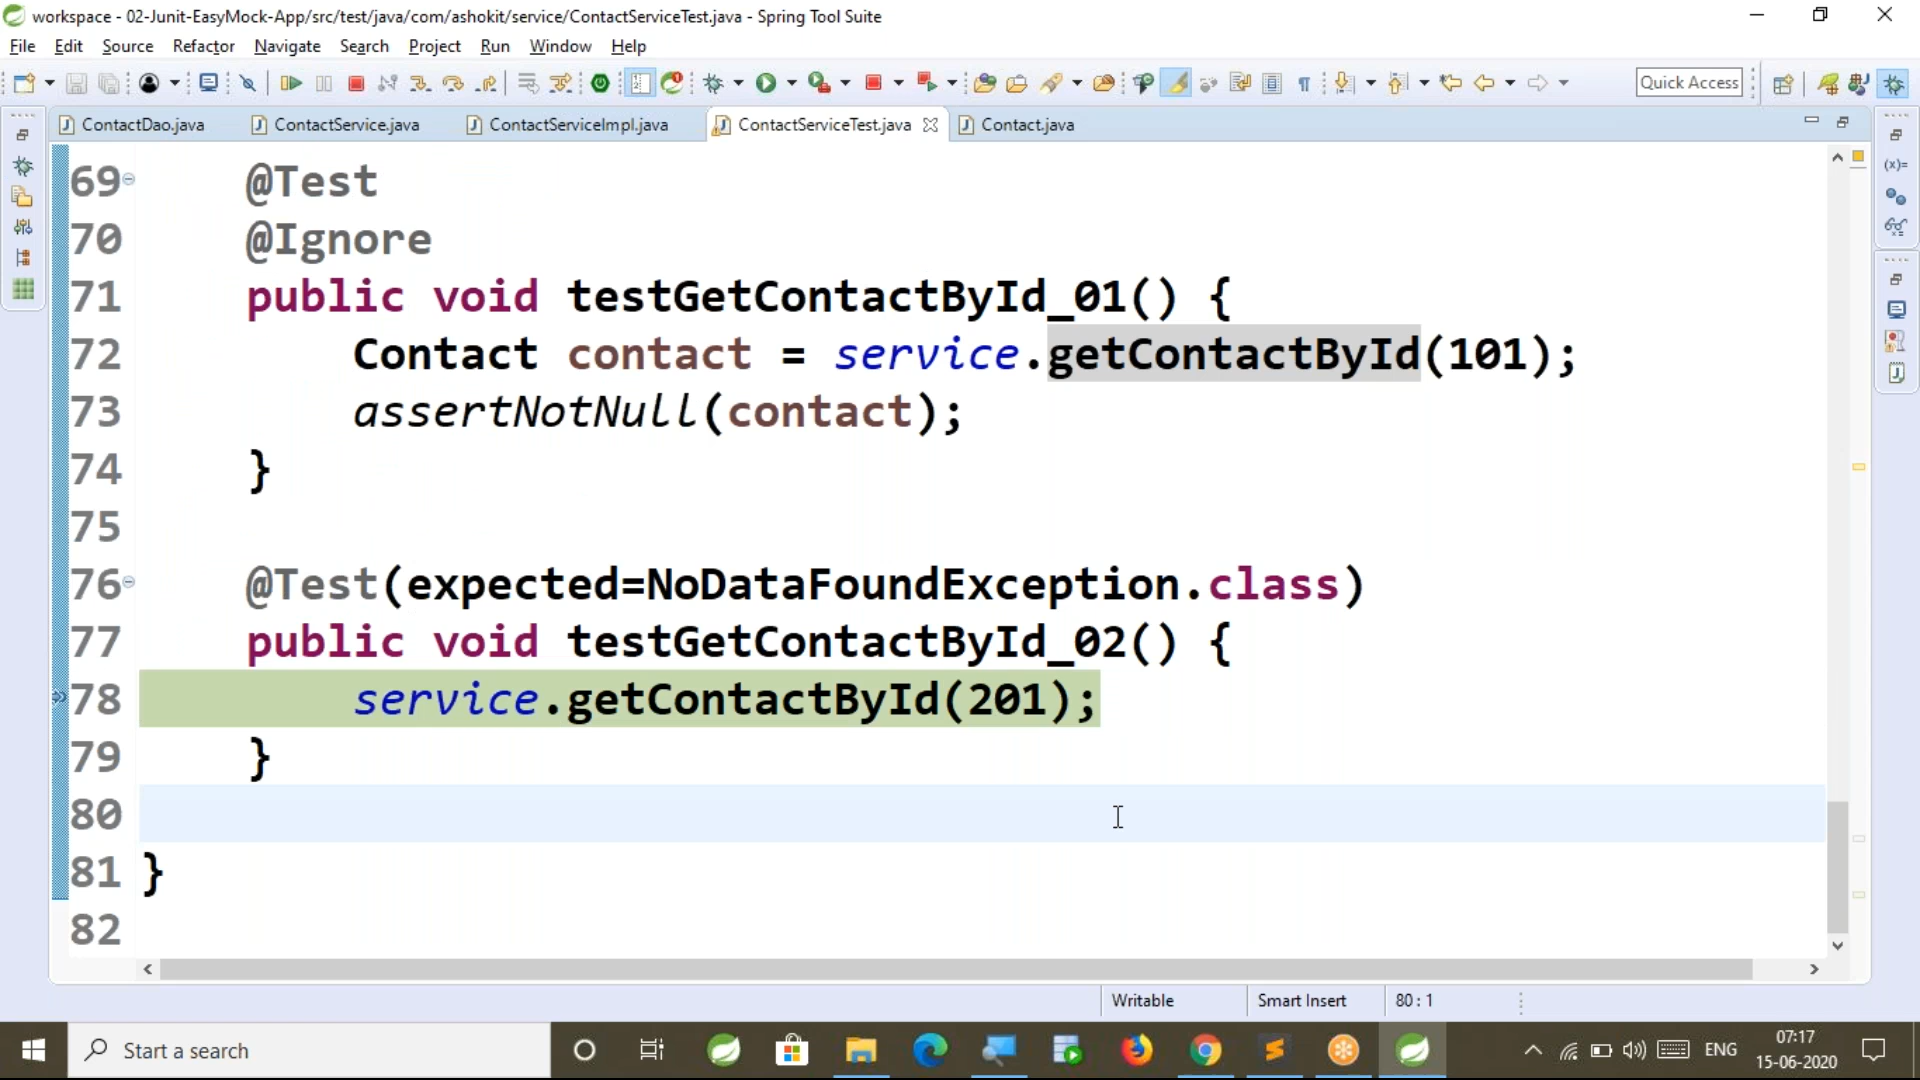 workspace - 02-Junit-EasyMock-App/src/test/java/com/ashokit/service/ContactServiceTest.java - Spring Tool Suite
File Edit Source Refactor Navigate Search Project Run Window Help
Quick Access
ContactDao.java ContactService.java ContactServiceImpl.java ContactServiceTest.java Contact.java
69 @Test
70 @Ignore
71 public void testGetContactById_01() {
72 Contact contact = service.getContactById(101);
73 assertNotNull(contact);
74 }
75
76 @Test(expected=NoDataFoundException.class)
77 public void testGetContactById_02() {
78 service.getContactById(201);
79 }
80
81 }
82
Writable Smart Insert 80 : 1
Start a search
ENG
07:17
15-06-2020